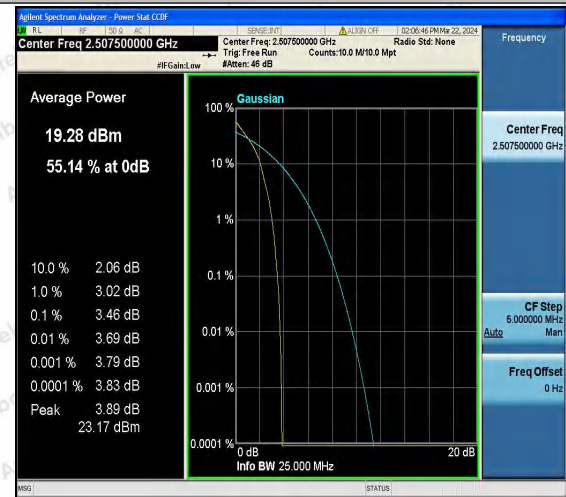 Agilent Spectrum Analyzer - Power Stat CCDF
RL RF 50 Ω AC SENSE:INT ALIGN OFF 02:06:46 PM Mar 22, 2024
Center Freq 2.507500000 GHz
Center Freq: 2.507500000 GHz Radio Std: None
Trig: Free Run Counts:10.0 M/10.0 Mpt
#IFGain:Low #Atten: 46 dB
Frequency
Average Power
19.28 dBm
55.14 % at 0dB
10.0 % 2.06 dB
1.0 % 3.02 dB
0.1 % 3.46 dB
0.01 % 3.69 dB
0.001 % 3.79 dB
0.0001 % 3.83 dB
Peak 3.89 dB
23.17 dBm
Gaussian
100 %
10 %
1 %
0.1 %
0.01 %
0.001 %
0.0001 %
0 dB 20 dB
Info BW 25.000 MHz
Center Freq
2.507500000 GHz
CF Step
5.000000 MHz
Auto Man
Freq Offset
0 Hz
MSG STATUS